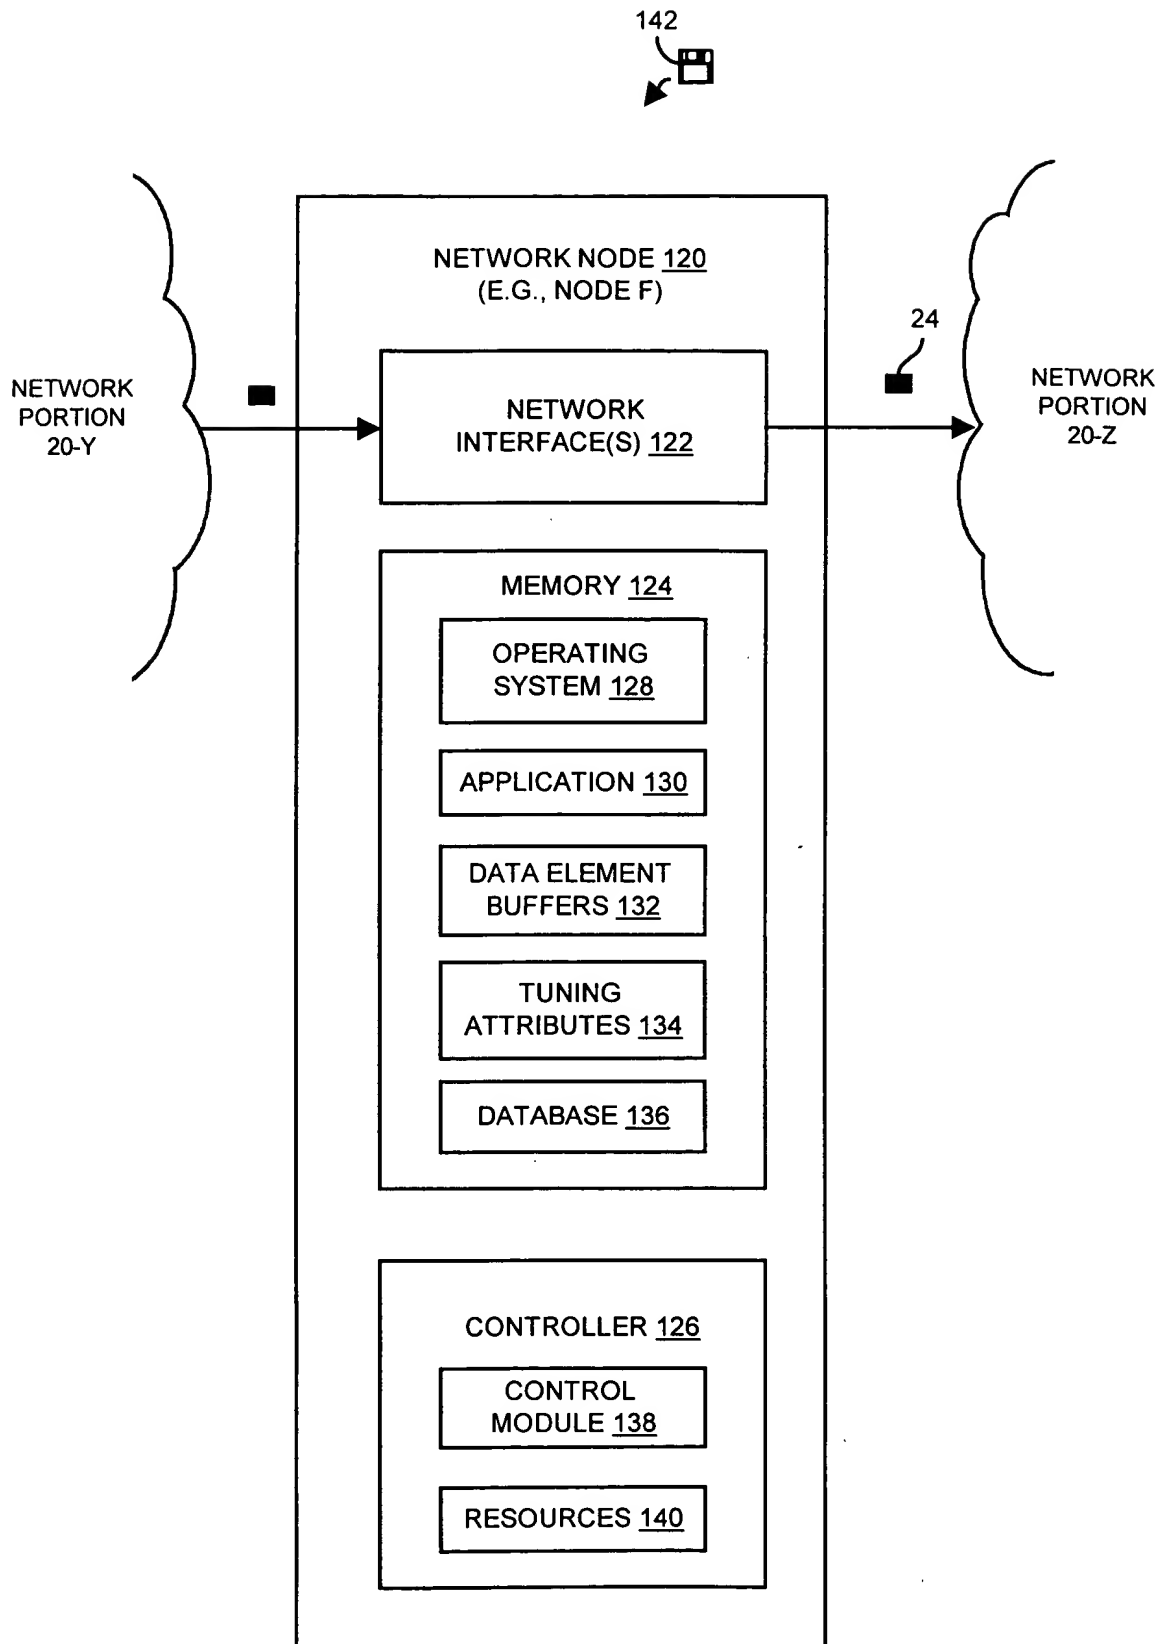 142
NETWORK NODE 120
(E.G., NODE F)
24
NETWORK
PORTION
20-Y
NETWORK
INTERFACE(S) 122
NETWORK
PORTION
20-Z
MEMORY 124
OPERATING
SYSTEM 128
APPLICATION 130
DATA ELEMENT
BUFFERS 132
TUNING
ATTRIBUTES 134
DATABASE 136
CONTROLLER 126
CONTROL
MODULE 138
RESOURCES 140